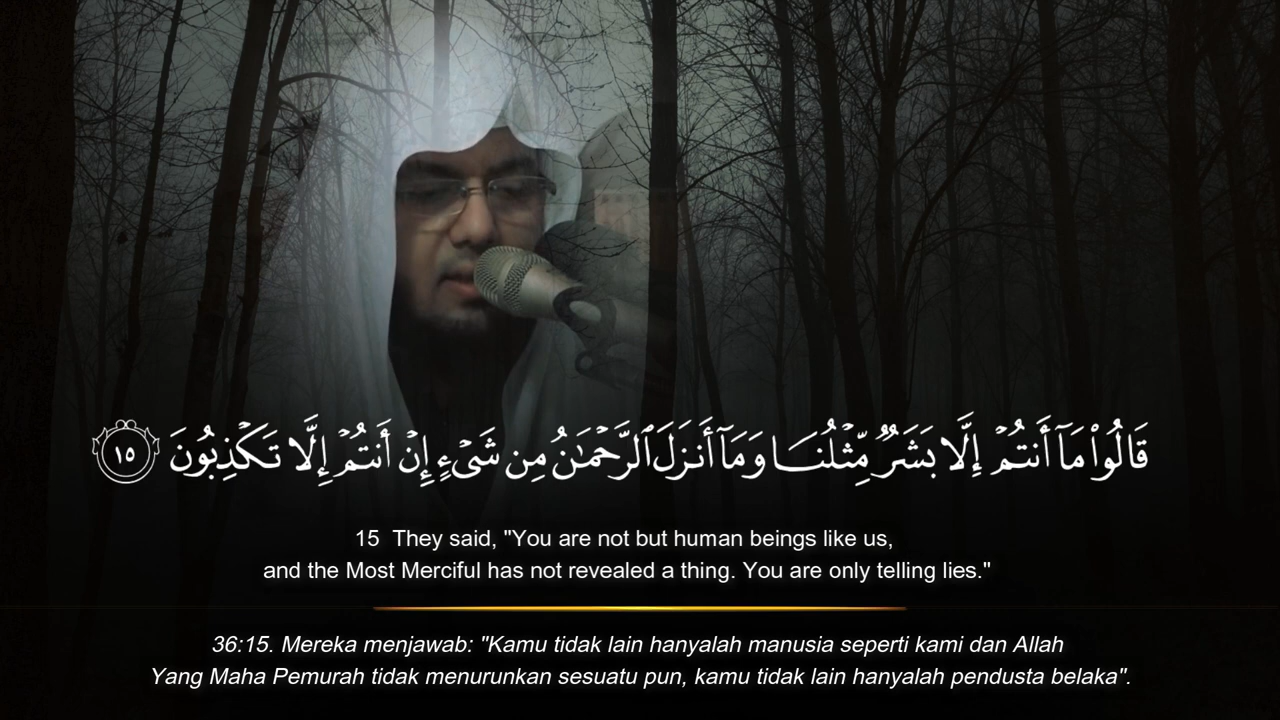 قَالُوا۟ مَآ أَنتُمْ إِلَّا بَشَرٌ مِّثْلُنَا وَمَآ أَنزَلَ ٱلرَّحْمَـٰنُ مِن شَىْءٍ إِنْ أَنتُمْ إِلَّا تَكْذِبُونَ ١٥
15 They said, "You are not but human beings like us,
and the Most Merciful has not revealed a thing. You are only telling lies."
36:15. Mereka menjawab: "Kamu tidak lain hanyalah manusia seperti kami dan Allah
Yang Maha Pemurah tidak menurunkan sesuatu pun, kamu tidak lain hanyalah pendusta belaka".